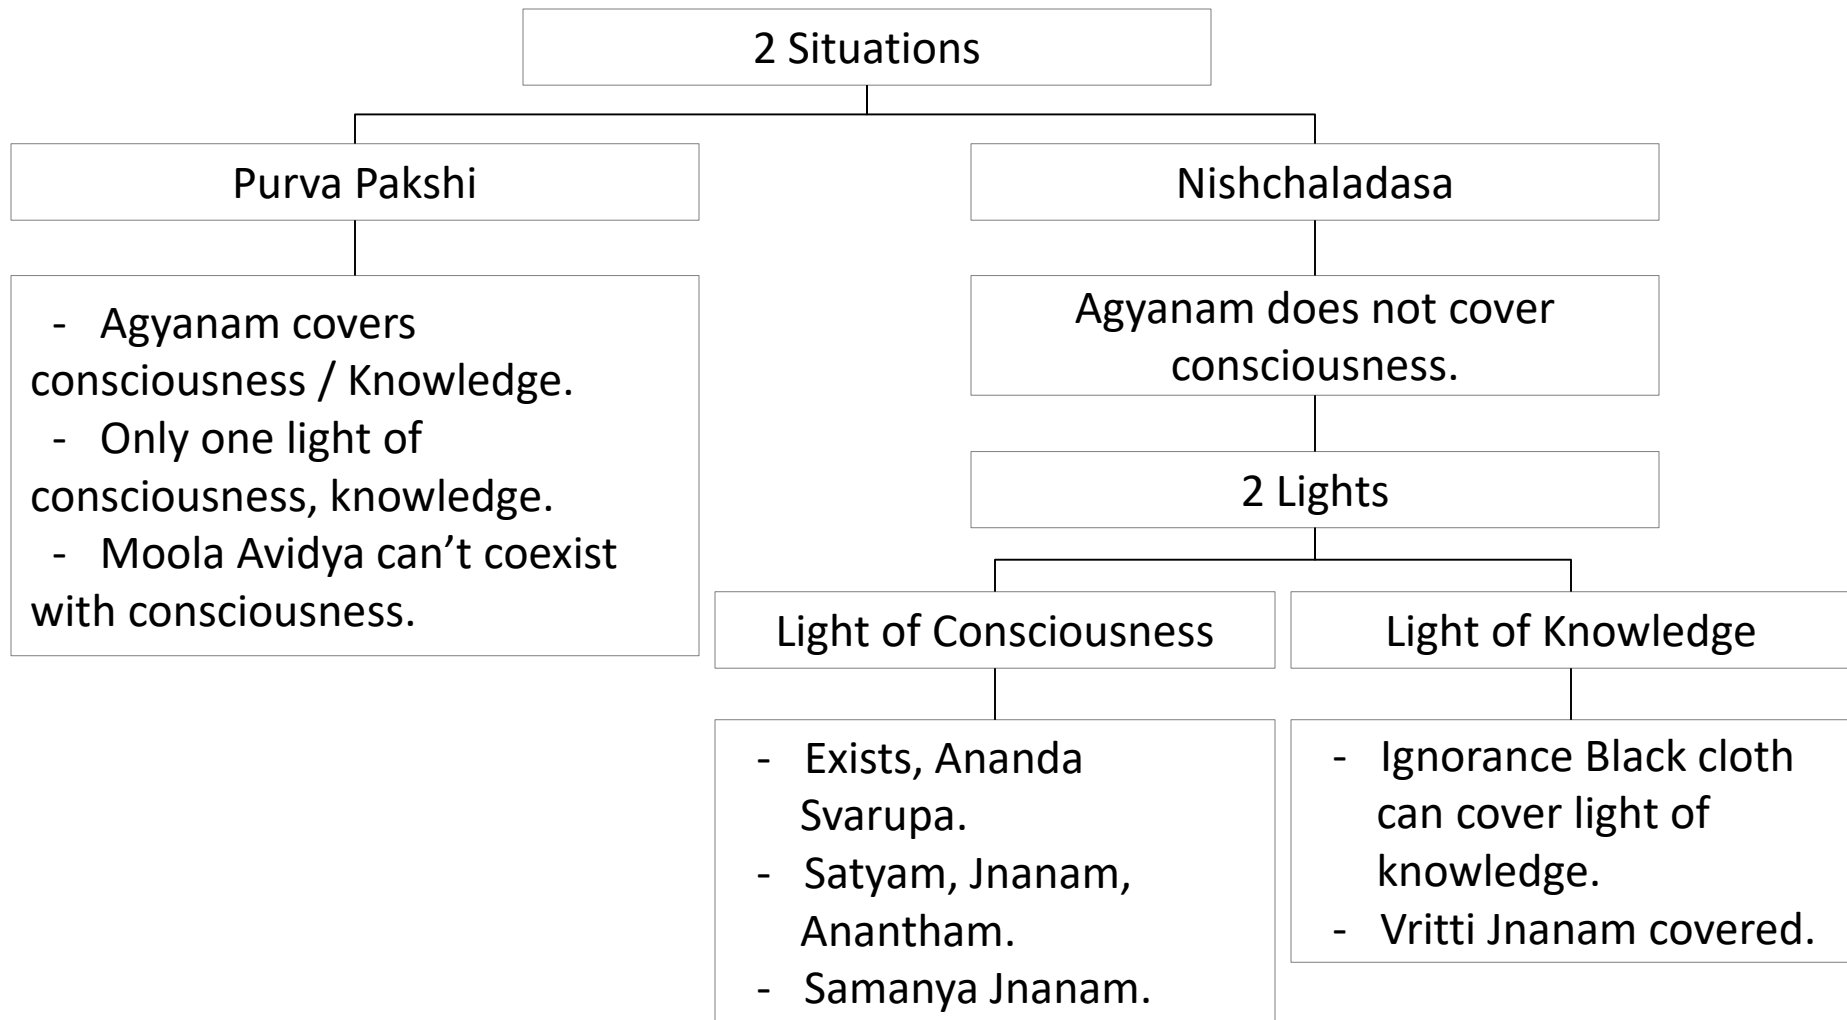 2 Situations
Purva Pakshi
- Agyanam covers
consciousness / Knowledge.
- Only one light of
consciousness, knowledge.
- Moola Avidya can’t coexist
with consciousness.
Nishchaladasa
Agyanam does not cover
consciousness.
2 Lights
Light of Consciousness
- Exists, Ananda
Svarupa.
- Satyam, Jnanam,
Anantham.
- Samanya Jnanam.
Light of Knowledge
- Ignorance Black cloth
can cover light of
knowledge.
- Vritti Jnanam covered.